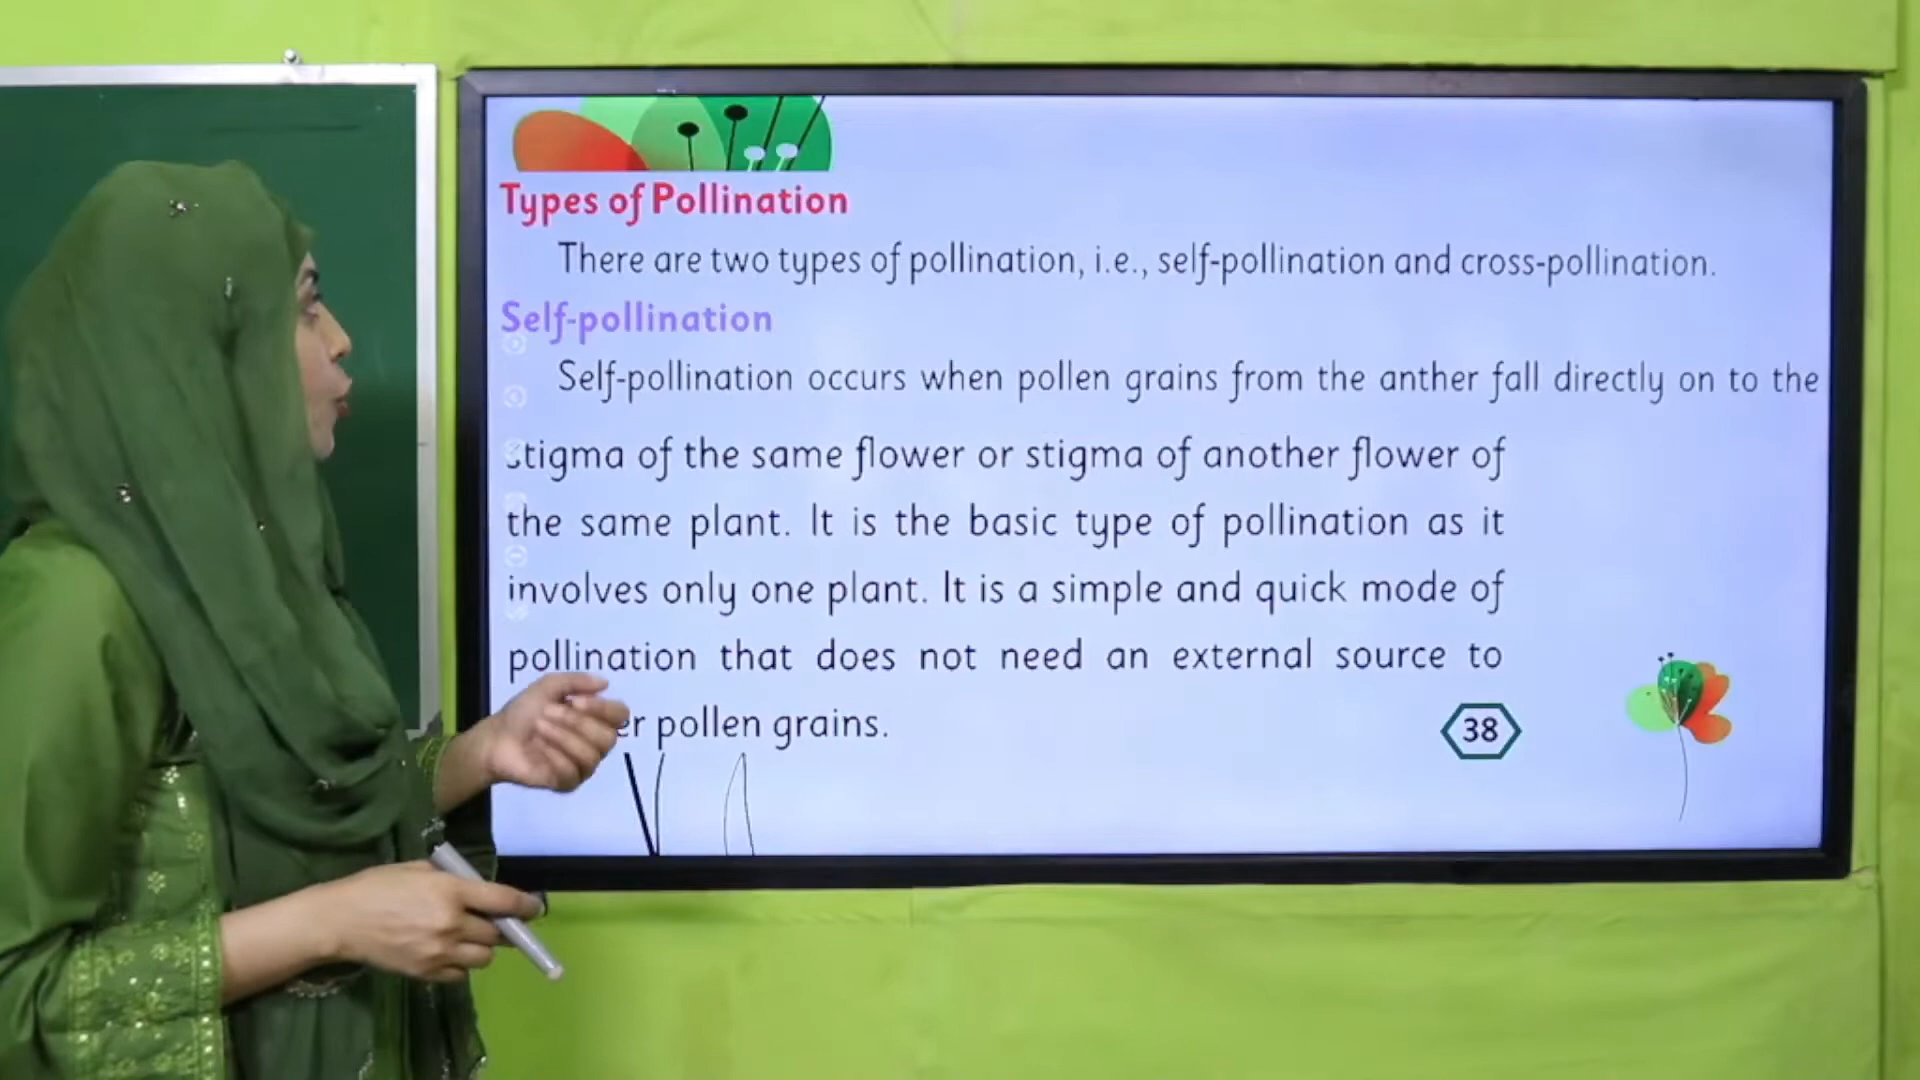 Types of Pollination
There are two types of pollination, i.e., self-pollination and cross-pollination.
Self-pollination
Self-pollination occurs when pollen grains from the anther fall directly on to the
stigma of the same flower or stigma of another flower of
the same plant. It is the basic type of pollination as it
involves only one plant. It is a simple and quick mode of
pollination that does not need an external source to
pollen grains.
38